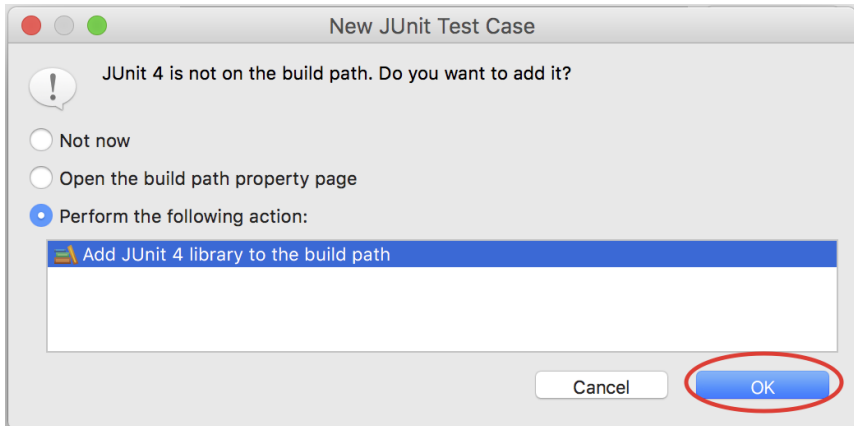 New JUnit Test Case
JUnit 4 is not on the build path. Do you want to add it?
Not now
Open the build path property page
Perform the following action:
Add JUnit 4 library to the build path
Cancel
OK